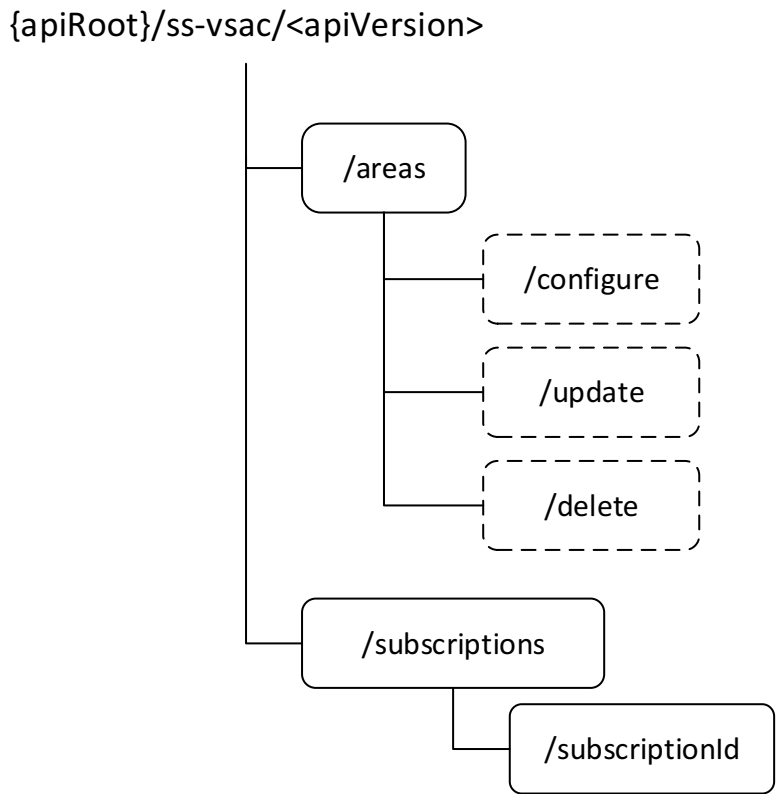 {apiRoot}/ss-vsac/<apiVersion>
/areas
/configure
/update
/delete
/subscriptions
/subscriptionId